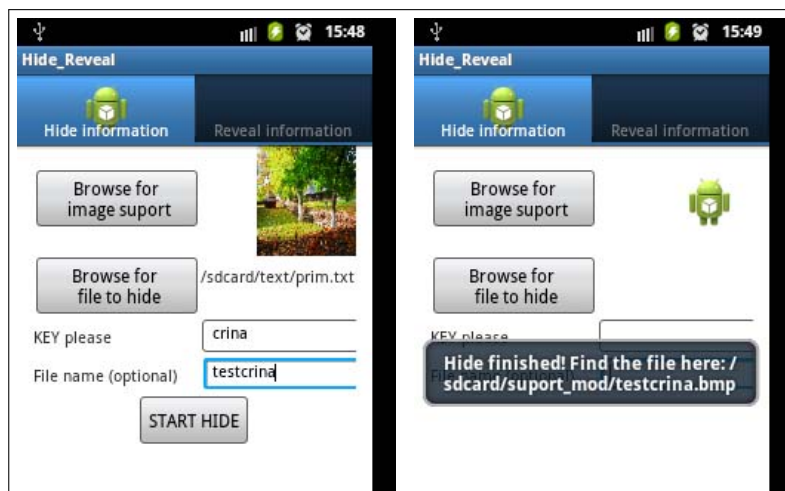 15:48
Hide_Reveal
Hide information
Reveal information
Browse for
image suport
Browse for
file to hide
/sdcard/text/prim.txt
KEY please
crina
File name (optional)
testcrina
START HIDE
15:49
Hide_Reveal
Hide information
Reveal information
Browse for
image suport
Browse for
file to hide
KEY please
Hide finished! Find the file here: /
sdcard/suport_mod/testcrina.bmp